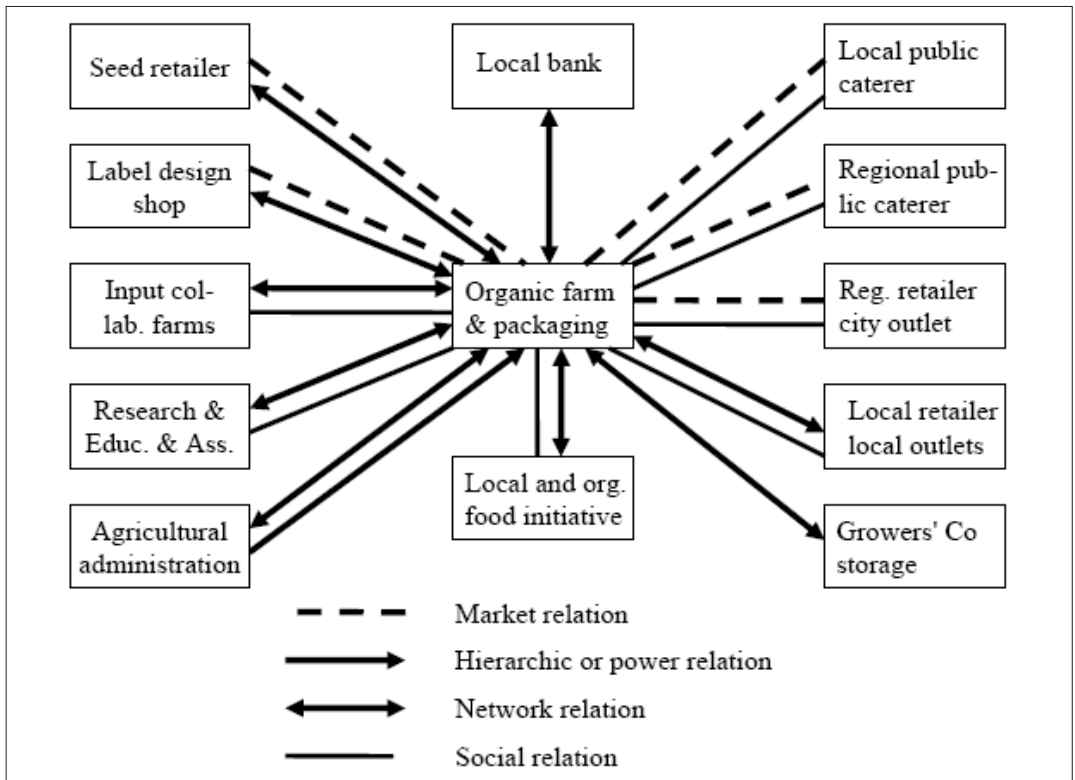 Seed retailer
Local bank
Local public
caterer
Label design
shop
Regional pub-
lic caterer
Input col-
lab. farms
Organic farm
& packaging
Reg. retailer
city outlet
Research &
Educ. & Ass.
Local retailer
local outlets
Agricultural
administration
Local and org.
food initiative
Growers' Co
storage
Market relation
Hierarchic or power relation
Network relation
Social relation